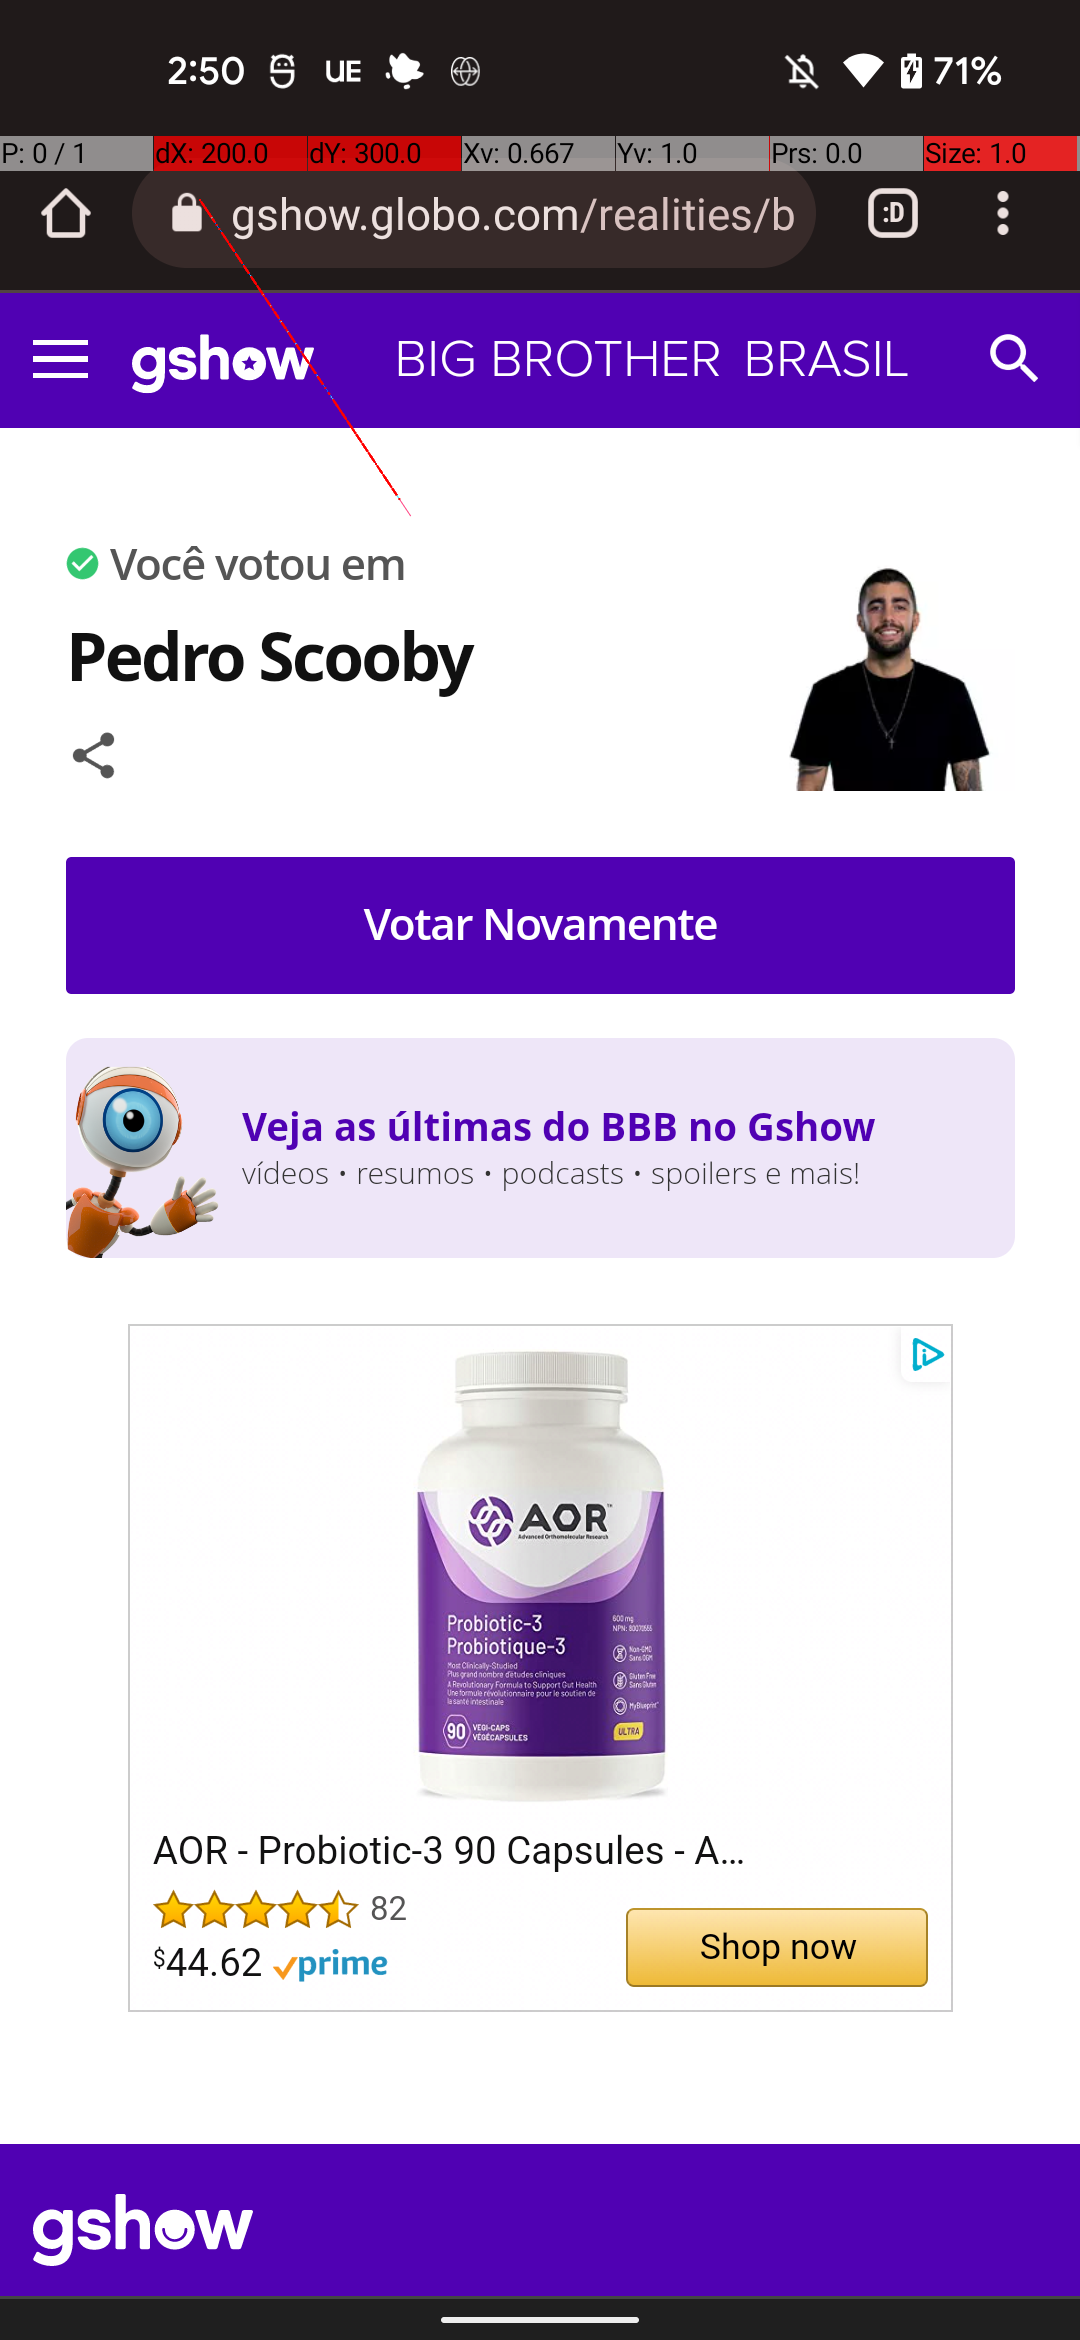 2:50 UE 71%
P: 0 / 1 dX: 200.0 dY: 300.0 Xv: 0.667 Yv: 1.0 Prs: 0.0 Size: 1.0
gshow.globo.com/realities/b :D
gshow BIG BROTHER BRASIL
Você votou em
Pedro Scooby
Votar Novamente
Veja as últimas do BBB no Gshow
vídeos • resumos • podcasts • spoilers e mais!
AOR™
Advanced Orthomolecular Research
Probiotic-3
Probiotique-3
Most Clinically-Studied
Plus grand nombre d'études cliniques
A Revolutionary Formula to Support Gut Health
Une formule révolutionnaire pour le soutien de
la santé intestinale
600 mg
NPN: 80070565
Non-GMO
Sans OGM
Gluten Free
Sans Gluten
MyBlueprint™
ULTRA
90 VEGI-CAPS
VÉGÉCAPSULES
AOR - Probiotic-3 90 Capsules - A...
82
$44.62 prime
Shop now
gshow